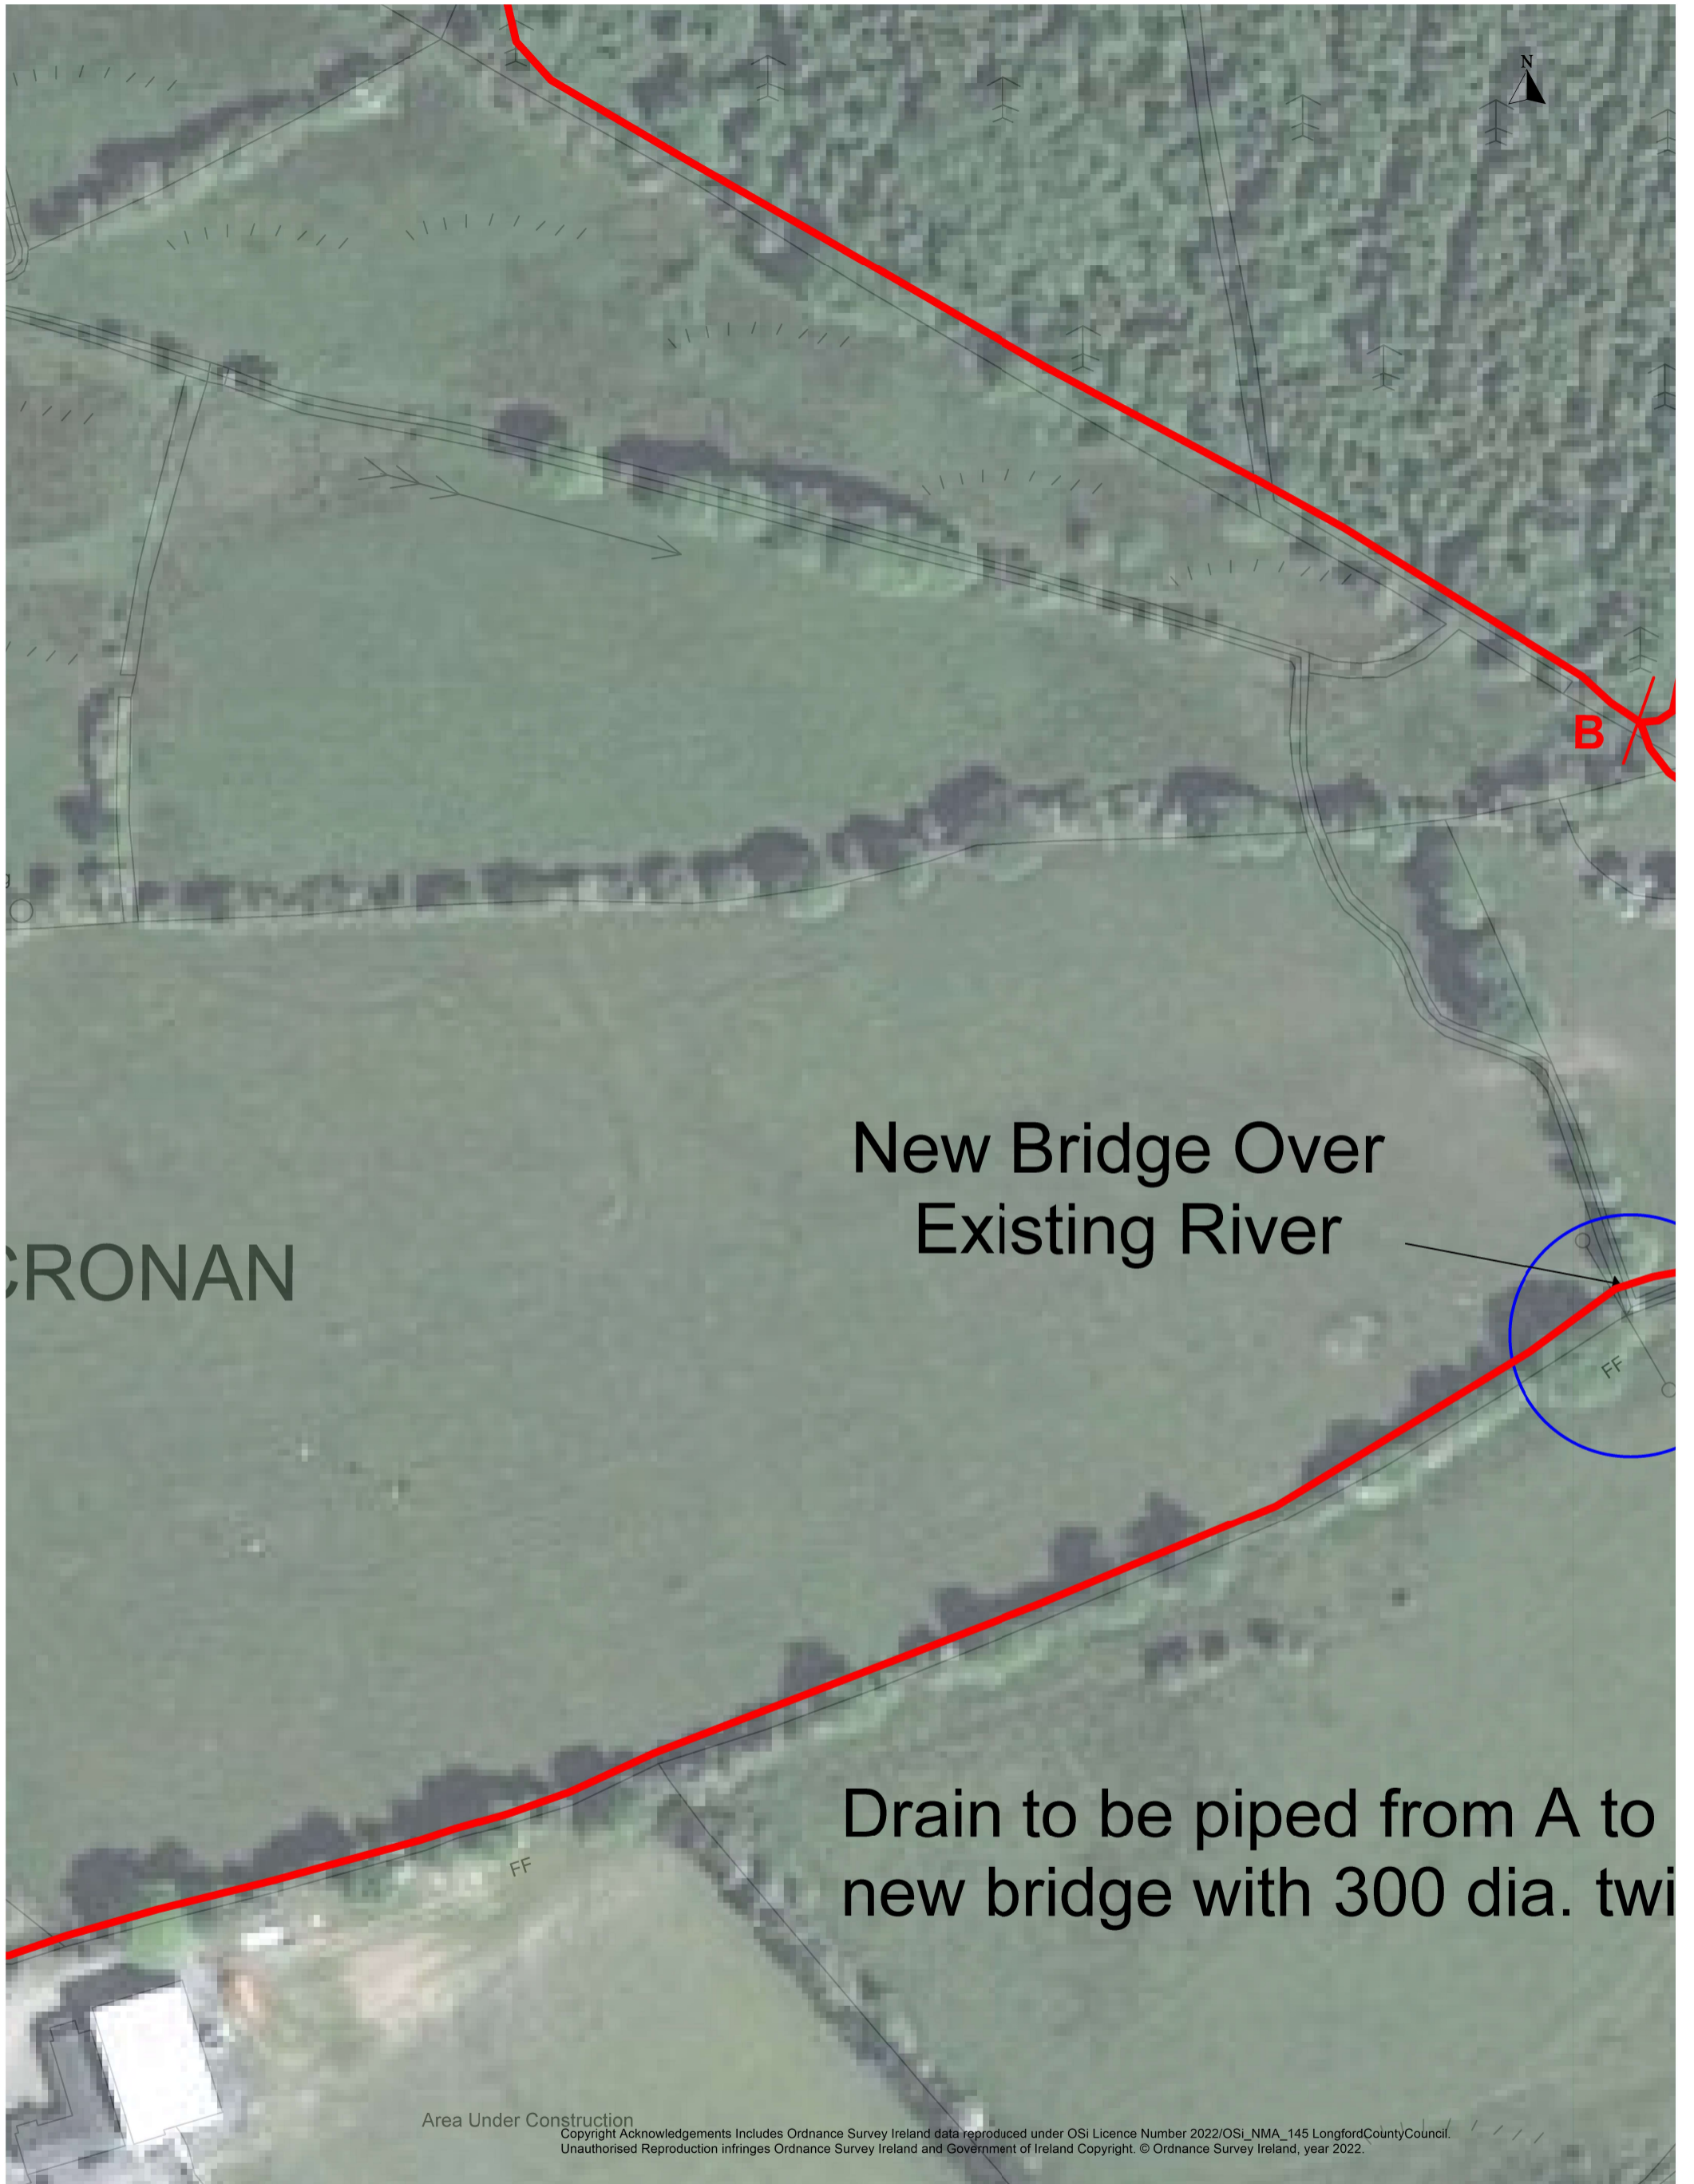 N
B
New Bridge Over
Existing River
CRONAN
FF
Drain to be piped from A to
new bridge with 300 dia. twi
FF
Area Under Construction
Copyright Acknowledgements Includes Ordnance Survey Ireland data reproduced under OSi Licence Number 2022/OSi_NMA_145 LongfordCountyCouncil.
Unauthorised Reproduction infringes Ordnance Survey Ireland and Government of Ireland Copyright. © Ordnance Survey Ireland, year 2022.